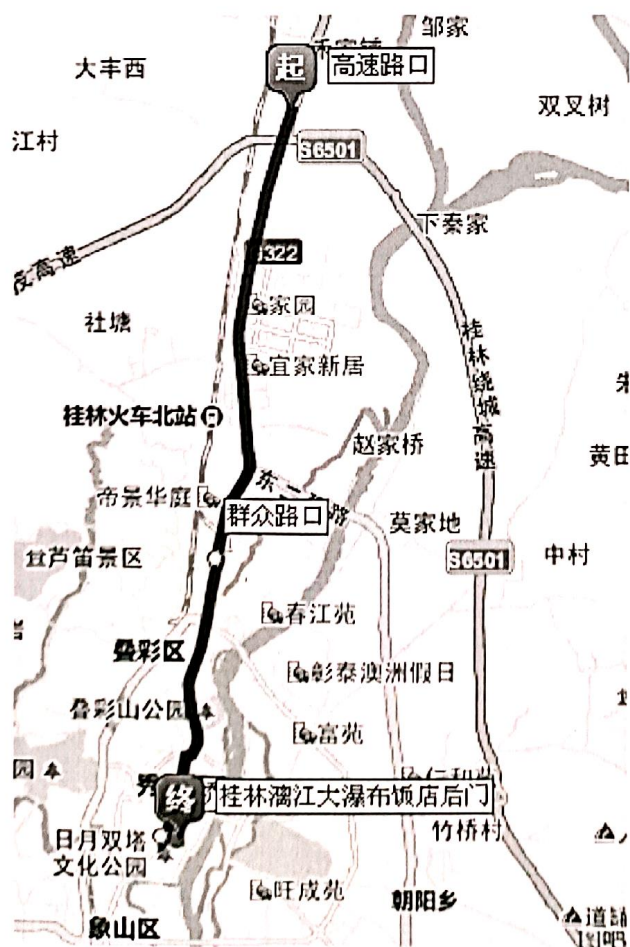 邹家
大丰西
起
高速路口
双叉树
江村
S6501
下秦家
高速
322
家园
社塘
宜家新居
桂林绕城高速
桂林火车北站
赵家桥
黄田
东二
路
帝景华庭
群众路口
莫家地
芦笛景区
S6501
中村
春江苑
叠彩区
彰泰澳洲假日
叠彩山公园
富苑
园
终
桂林漓江大瀑布饭店后门
竹桥村
日月双塔
文化公园
旺成苑
朝阳乡
象山区
道